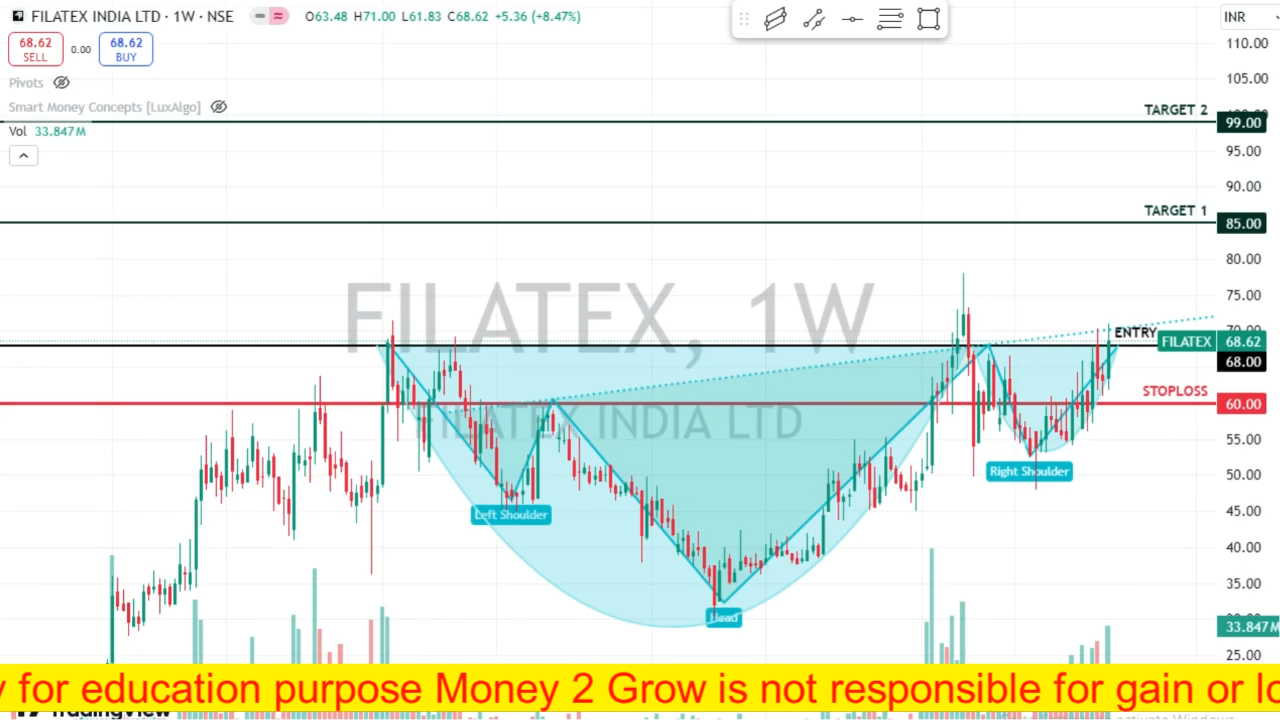 FILATEX INDIA LTD · 1W · NSE
O63.48 H71.00 L61.83 C68.62 +5.36 (+8.47%)
INR
68.62
SELL
0.00
68.62
BUY
Pivots
Smart Money Concepts [LuxAlgo]
Vol 33.847M
110.00
105.00
TARGET 2
99.00
95.00
90.00
TARGET 1
85.00
80.00
75.00
70.00
FILATEX, 1W
FILATEX INDIA LTD
ENTRY
FILATEX
68.62
68.00
STOPLOSS
60.00
55.00
50.00
45.00
40.00
35.00
Left Shoulder
Right Shoulder
Head
33.847M
25.00
for education purpose Money 2 Grow is not responsible for gain or
TradingView